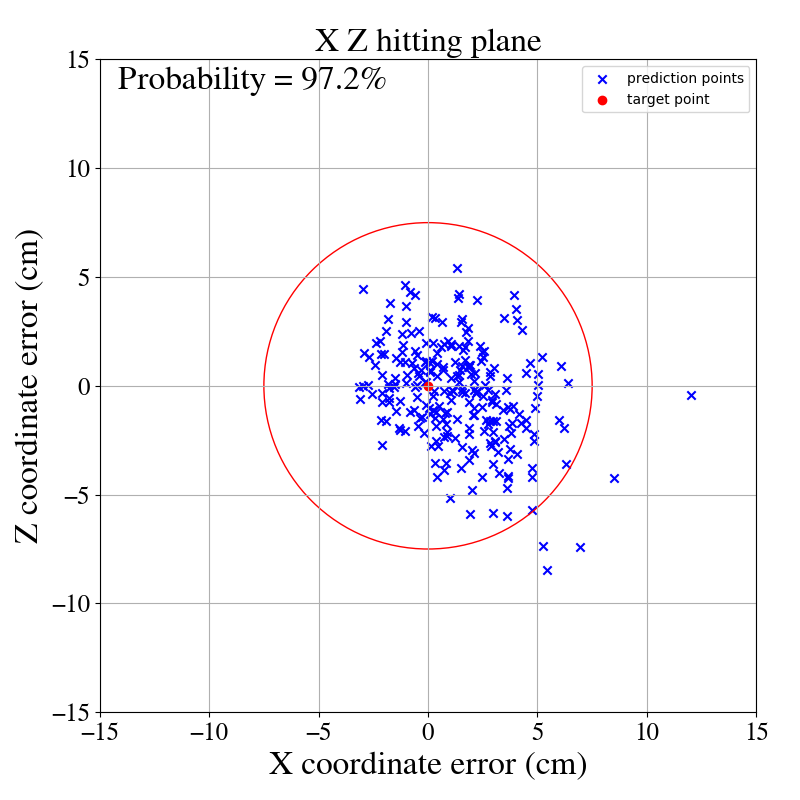 X Z hitting plane
Probability = 97.2%
prediction points
target point
15
10
5
0
−5
−10
−15
Z coordinate error (cm)
−15 −10 −5 0 5 10 15
X coordinate error (cm)